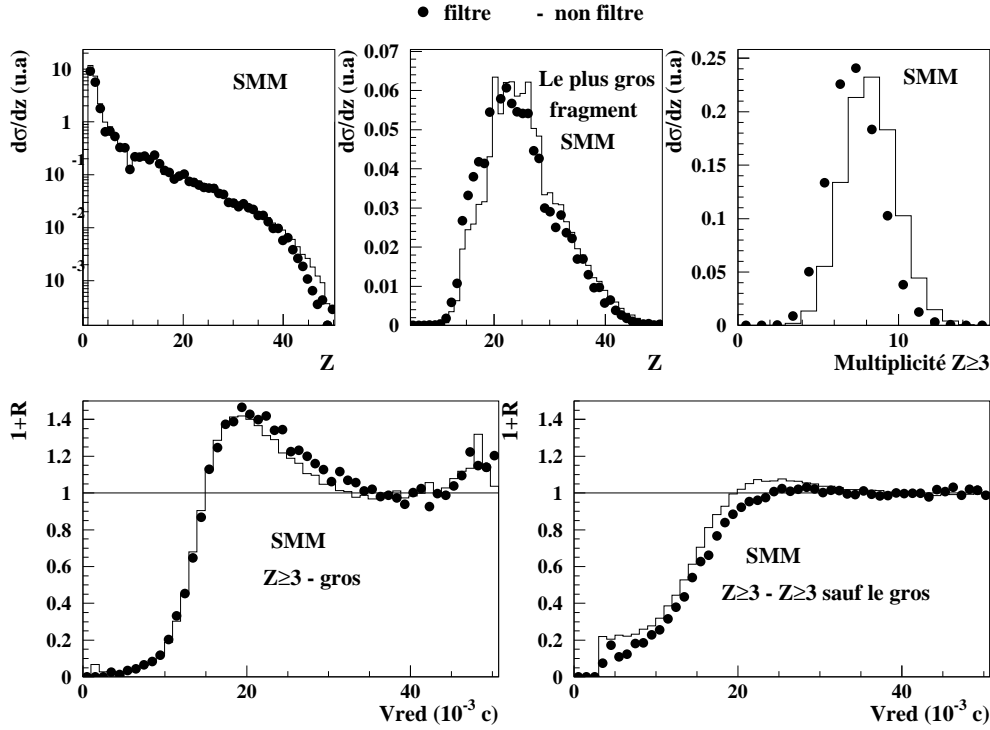 ● filtre - non filtre
dσ/dz (u.a)
10
1
10 -1
10 -2
10 -3
SMM
0 20 40
Z
dσ/dz (u.a)
0.07
0.06
0.05
0.04
0.03
0.02
0.01
0
Le plus gros
fragment
SMM
20 40
Z
dσ/dz (u.a)
0.25
0.2
0.15
0.1
0.05
0
SMM
0 10
Multiplicité Z≥3
1+R
1.4
1.2
1
0.8
0.6
0.4
0.2
0
SMM
Z≥3 - gros
0 20 40
Vred (10⁻³ c)
1+R
1.4
1.2
1
0.8
0.6
0.4
0.2
0
SMM
Z≥3 - Z≥3 sauf le gros
0 20 40
Vred (10⁻³ c)